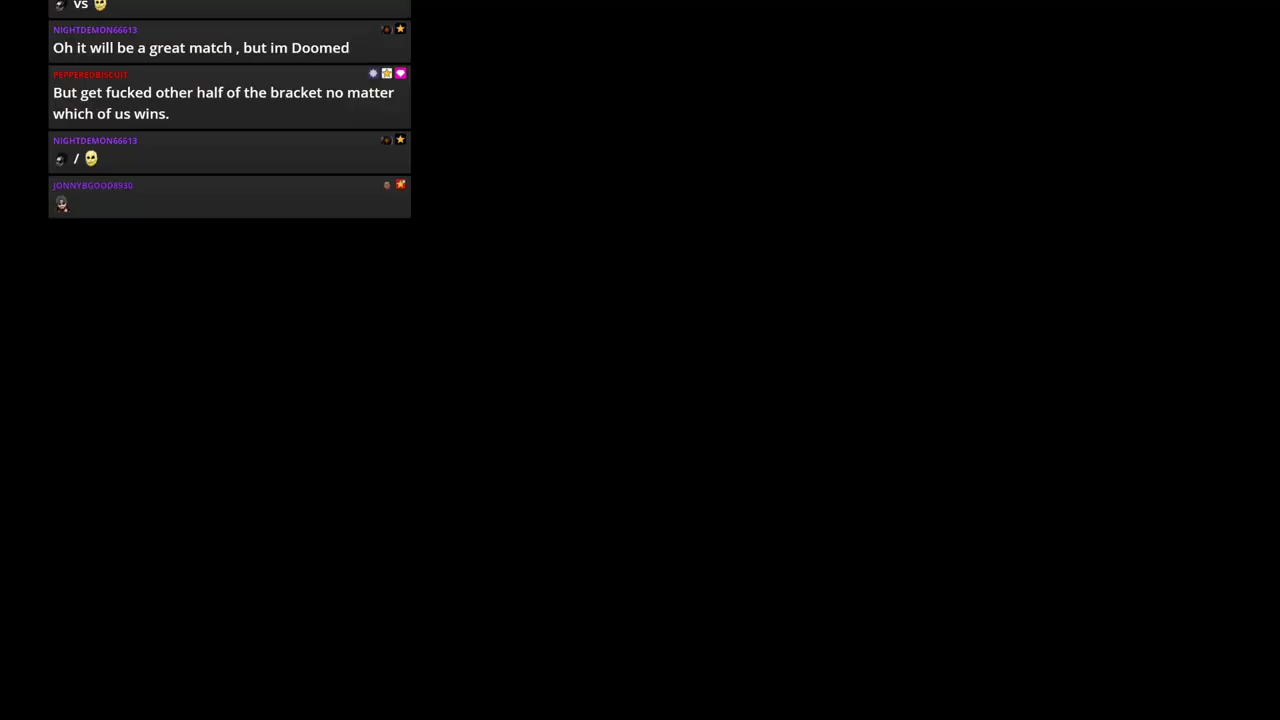 vs
NIGHTDEMON66613
Oh it will be a great match , but im Doomed
PEPPEREDBISCUIT
But get fucked other half of the bracket no matter
which of us wins.
NIGHTDEMON66613
/
JONNYBGOOD8930